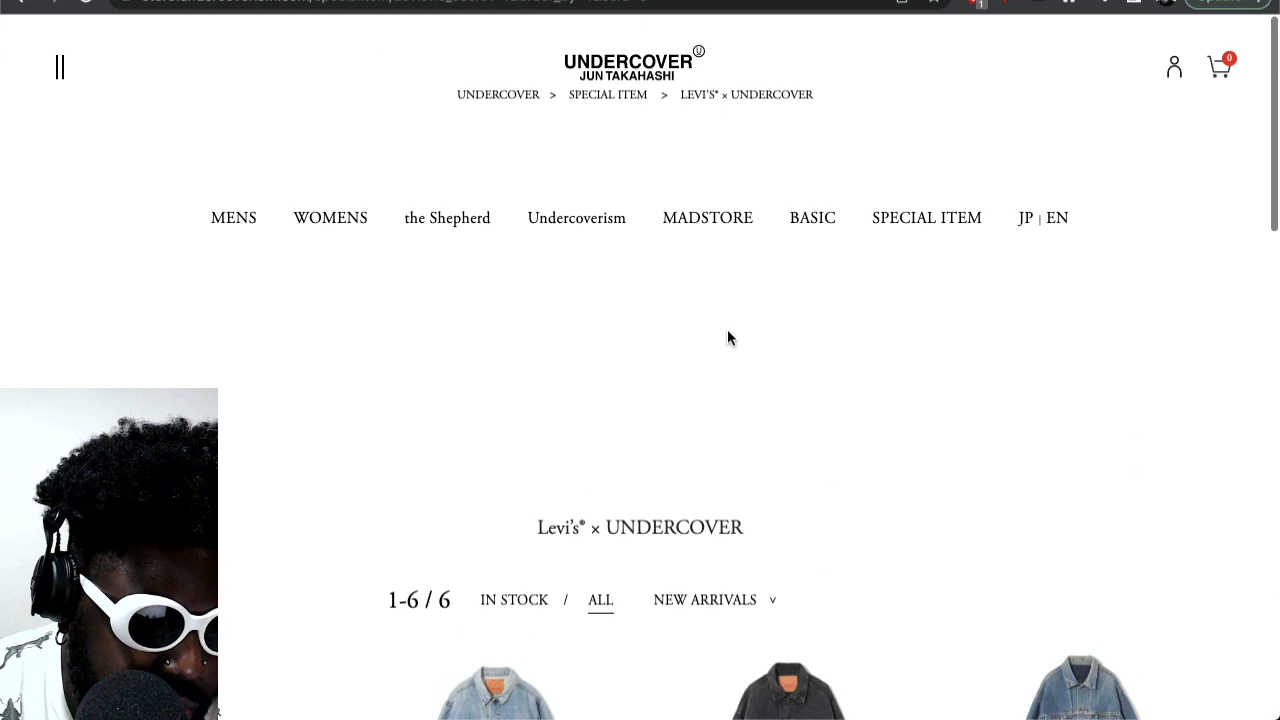 UNDERCOVER
JUN TAKAHASHI
0
UNDERCOVER > SPECIAL ITEM > LEVI'S® × UNDERCOVER
MENS WOMENS the Shepherd Undercoverism MADSTORE BASIC SPECIAL ITEM JP | EN
Levi's® × UNDERCOVER
1-6 / 6 IN STOCK / ALL NEW ARRIVALS